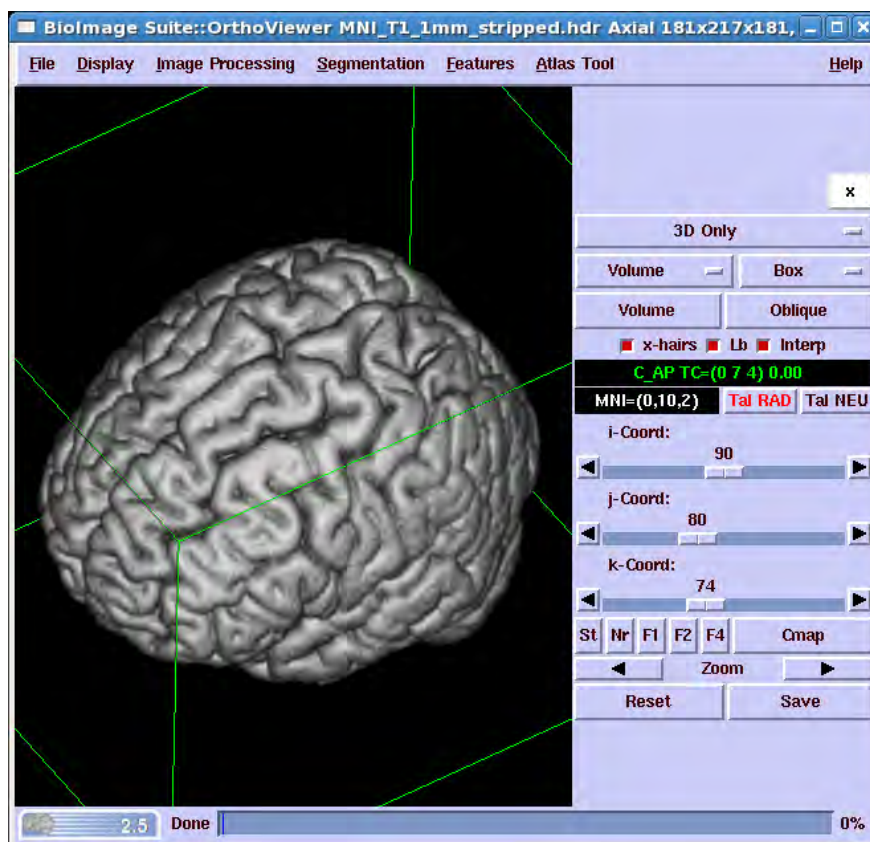 BioImage Suite::OrthoViewer MNI_T1_1mm_stripped.hdr Axial 181x217x181,
File Display Image Processing Segmentation Features Atlas Tool Help
x
3D Only
Volume Box
Volume Oblique
x-hairs Lb Interp
C_AP TC=(0 7 4) 0.00
MNI=(0,10,2) Tal RAD Tal NEU
i-Coord:
90
j-Coord:
80
k-Coord:
74
St Nr F1 F2 F4 Cmap
Zoom
Reset Save
2.5 Done 0%